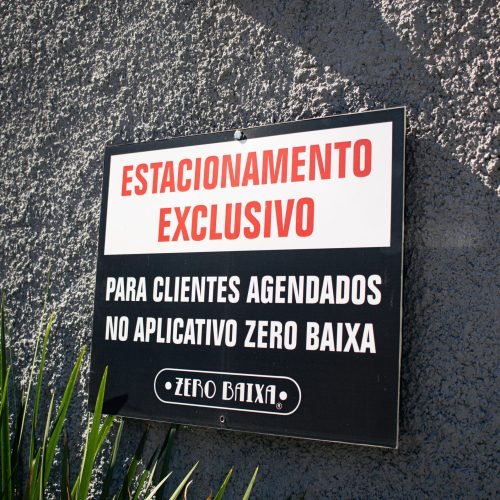 ESTACIONAMENTO
EXCLUSIVO
PARA CLIENTES AGENDADOS
NO APLICATIVO ZERO BAIXA
•ZERO BAIXA•®